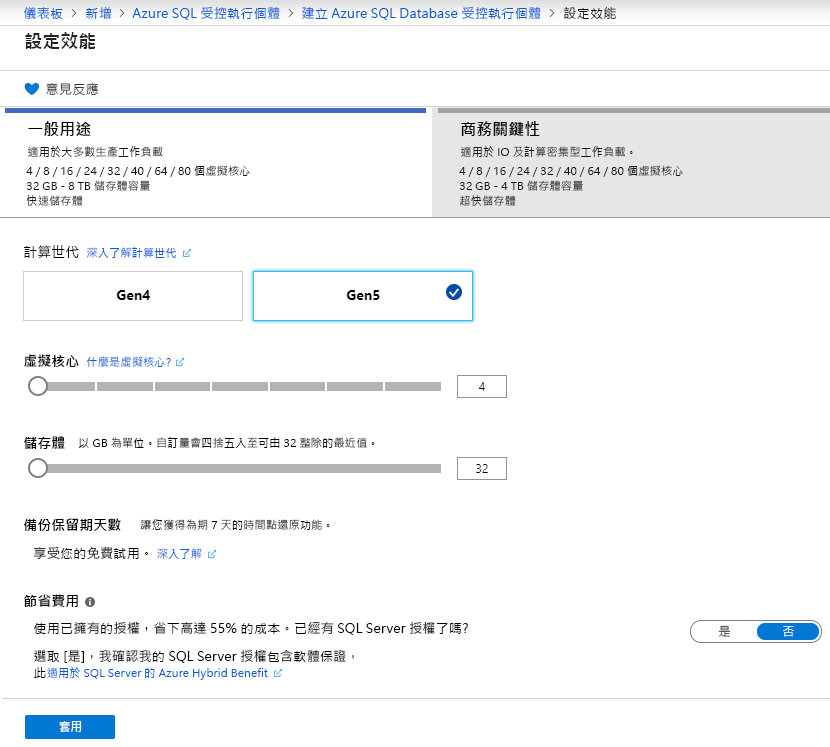 儀表板 > 新增 > Azure SQL 受控執行個體 > 建立 Azure SQL Database 受控執行個體 > 設定效能
設定效能
意見反應
一般用途
適用於大多數生產工作負載
4 / 8 / 16 / 24 / 32 / 40 / 64 / 80 個虛擬核心
32 GB - 8 TB 儲存體容量
快速儲存體
商務關鍵性
適用於 IO 及計算密集型工作負載。
4 / 8 / 16 / 24 / 32 / 40 / 64 / 80 個虛擬核心
32 GB - 4 TB 儲存體容量
超快儲存體
計算世代 深入了解計算世代
Gen4
Gen5
虛擬核心 什麼是虛擬核心?
4
儲存體 以 GB 為單位。自訂量會四捨五入至可由 32 整除的最近值。
32
備份保留期天數 讓您獲得為期 7 天的時間點還原功能。
享受您的免費試用。 深入了解
節省費用
使用已擁有的授權，省下高達 55% 的成本。已經有 SQL Server 授權了嗎?
是 否
選取 [是]，我確認我的 SQL Server 授權包含軟體保證，
此適用於 SQL Server 的 Azure Hybrid Benefit
套用